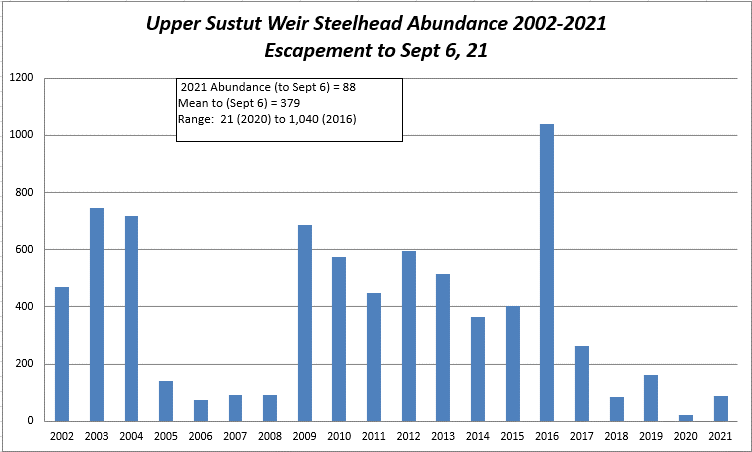 Upper Sustut Weir Steelhead Abundance 2002-2021
Escapement to Sept 6, 21
2021 Abundance (to Sept 6) = 88
Mean to (Sept 6) = 379
Range:  21 (2020) to 1,040 (2016)
1200
1000
800
600
400
200
0
2002 2003 2004 2005 2006 2007 2008 2009 2010 2011 2012 2013 2014 2015 2016 2017 2018 2019 2020 2021